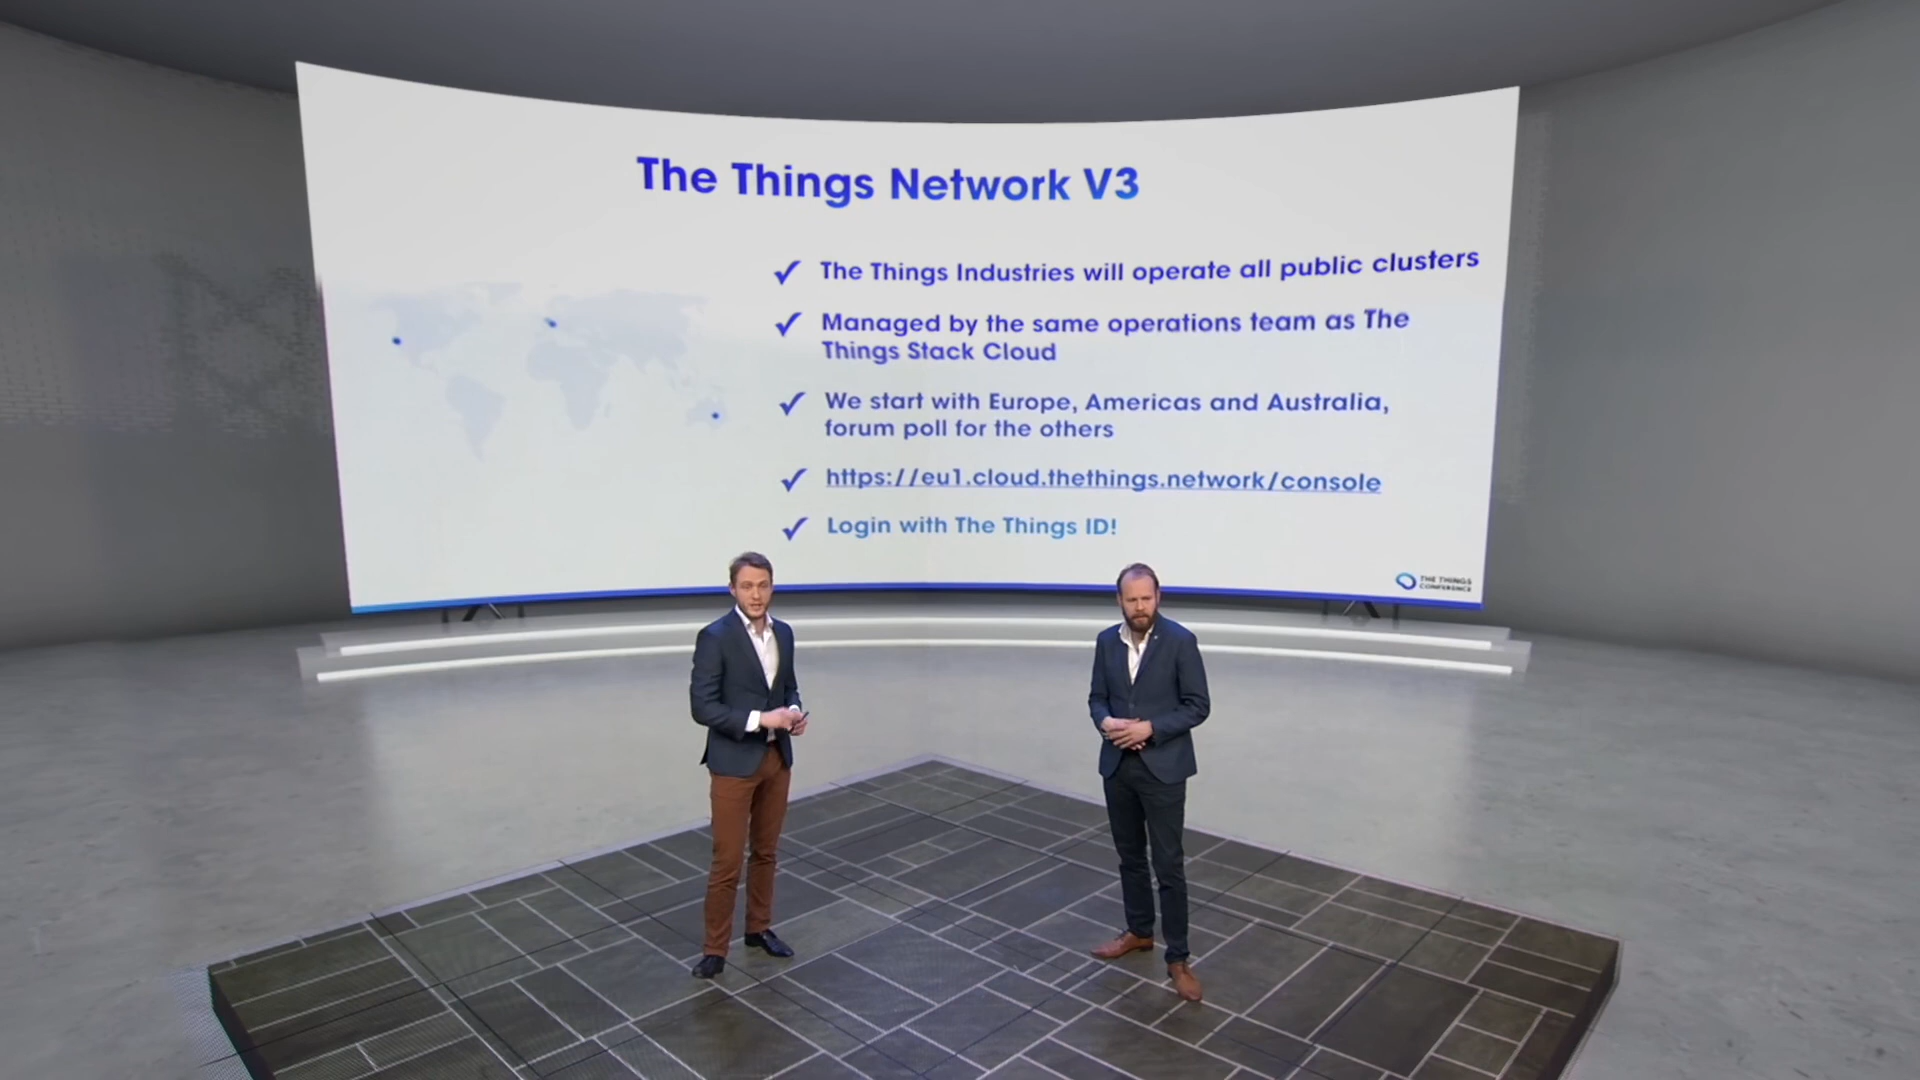 The Things Network V3
✓ The Things Industries will operate all public clusters
✓ Managed by the same operations team as The
Things Stack Cloud
✓ We start with Europe, Americas and Australia,
forum poll for the others
✓ https://eu1.cloud.thethings.network/console
✓ Login with The Things ID!
THE THINGS
CONFERENCE